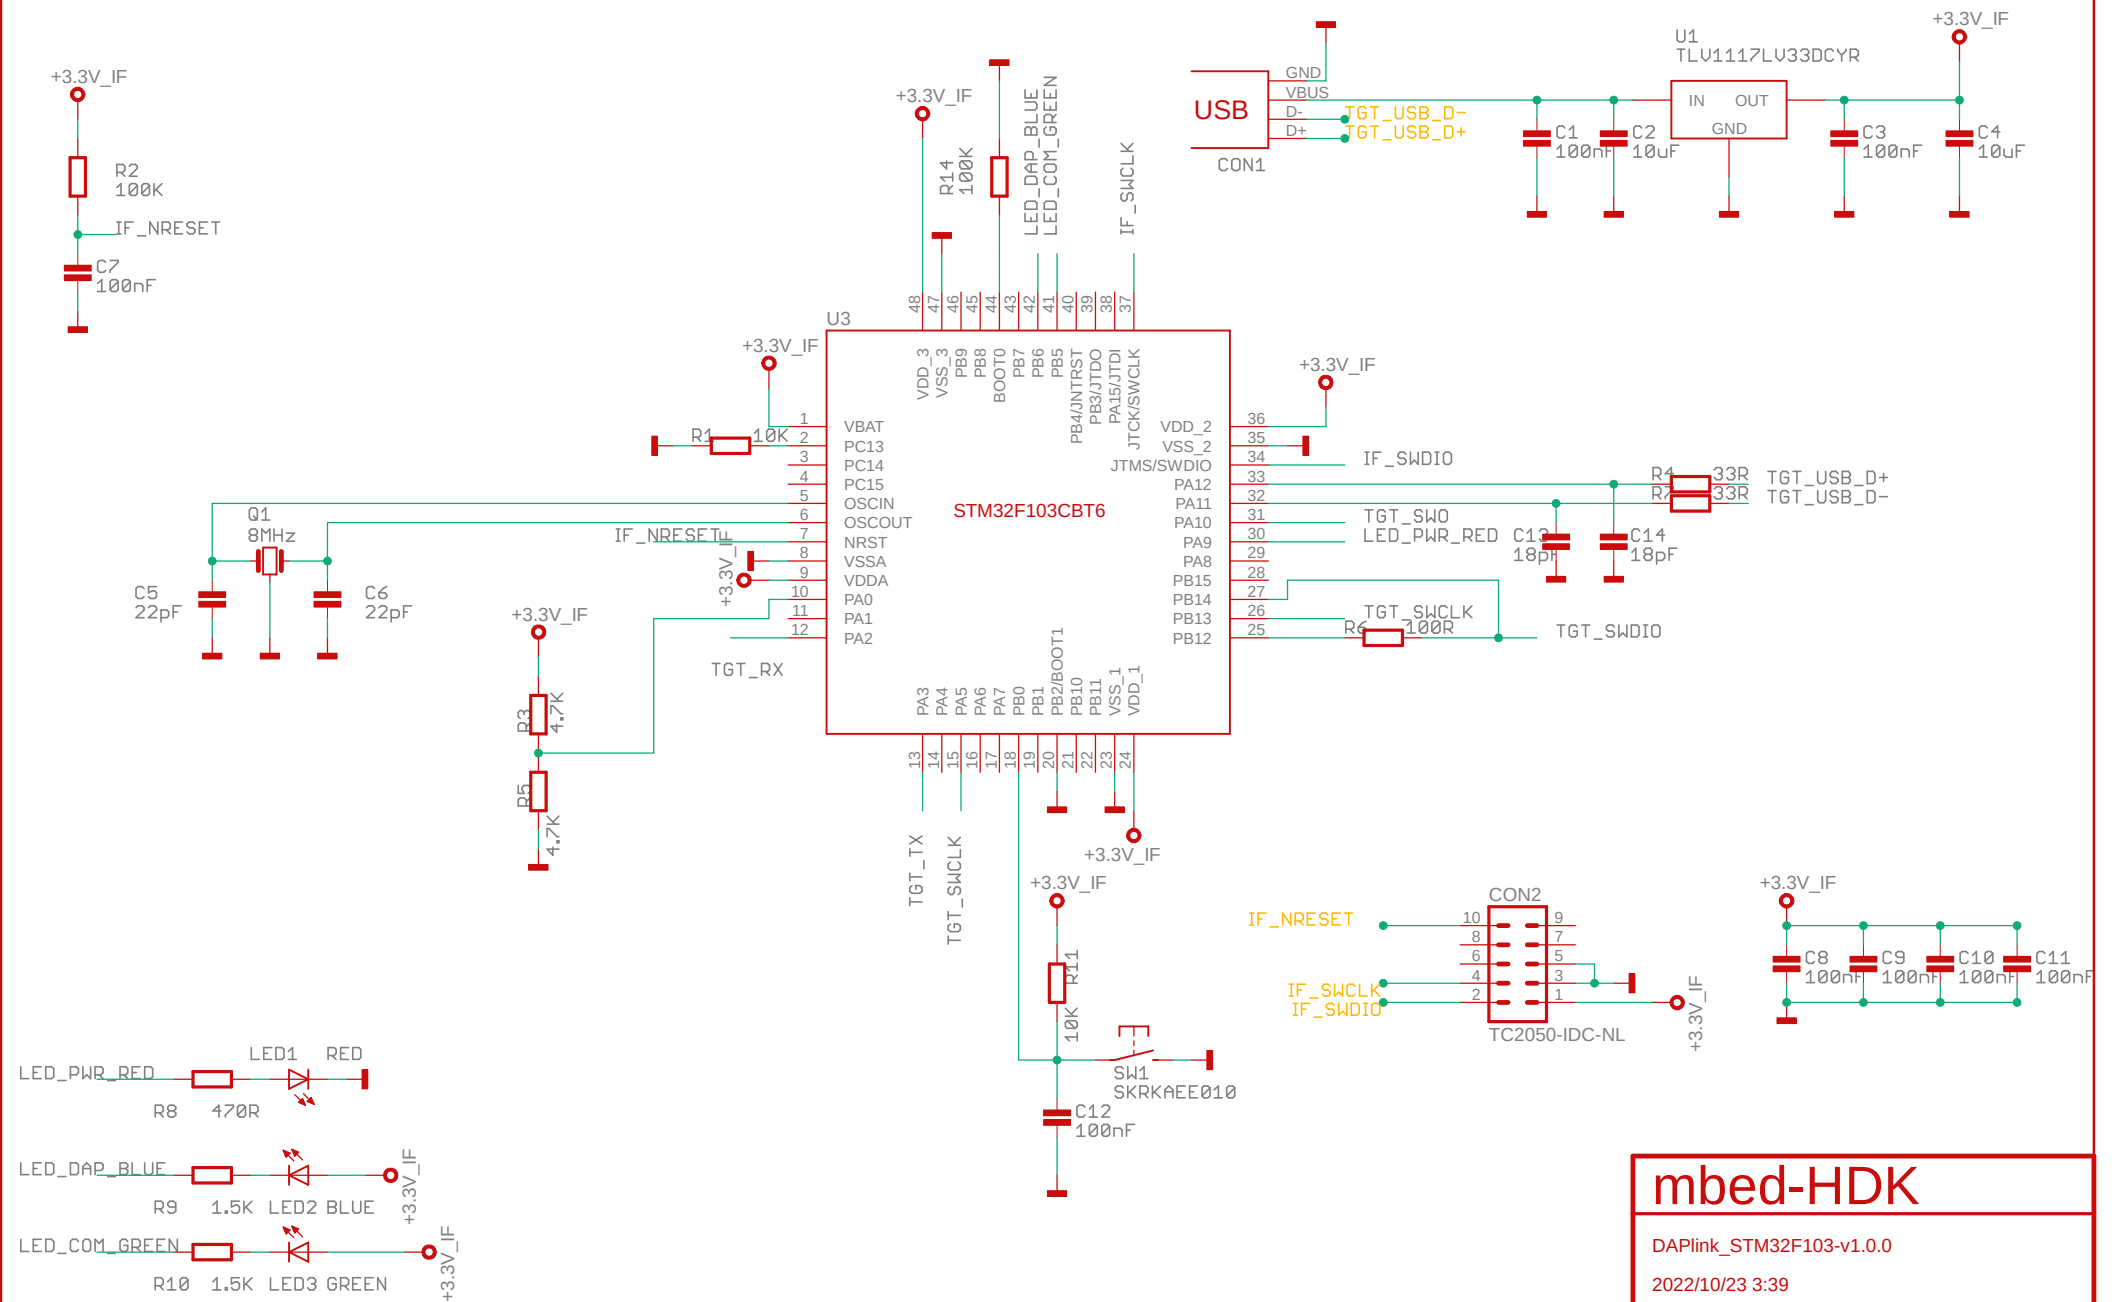 +3.3V_IF
R2
100K
IF_NRESET
C7
100nF
+3.3V_IF
R14
100K
LED_DAP_BLUE
LED_COM_GREEN
IF_SWCLK
USB
GND
VBUS
D-
D+
CON1
TGT_USB_D-
TGT_USB_D+
C1
100nF
C2
10uF
U1
TLV1117LV33DCYR
IN
OUT
GND
C3
100nF
+3.3V_IF
C4
10uF
U3
48
47
46
45
44
43
42
41
40
39
38
37
VDD_3
VSS_3
PB9
PB8
BOOT0
PB7
PB6
PB5
PB4/JNTRST
PB3/JTDO
PA15/JTDI
JTCK/SWCLK
+3.3V_IF
R1
10K
1
2
3
4
5
6
7
8
9
10
11
12
VBAT
PC13
PC14
PC15
OSCIN
OSCOUT
NRST
VSSA
VDDA
PA0
PA1
PA2
STM32F103CBT6
VDD_2
VSS_2
JTMS/SWDIO
PA12
PA11
PA10
PA9
PA8
PB15
PB14
PB13
PB12
36
35
34
33
32
31
30
29
28
27
26
25
+3.3V_IF
IF_SWDIO
R4
33R
TGT_USB_D+
R7
33R
TGT_USB_D-
TGT_SWO
LED_PWR_RED
C13
18pF
C14
18pF
TGT_SWCLK
R6
100R
TGT_SWDIO
Q1
8MHz
C5
22pF
C6
22pF
IF_NRESET
+3.3V_IF
+3.3V_IF
R3
4.7K
R5
4.7K
TGT_RX
PA3
PA4
PA5
PA6
PA7
PB0
PB1
PB2/BOOT1
PB10
PB11
VSS_1
VDD_1
13
14
15
16
17
18
19
20
21
22
23
24
TGT_TX
TGT_SWCLK
+3.3V_IF
+3.3V_IF
R11
10K
SW1
SKRKAEE010
C12
100nF
CON2
IF_NRESET
IF_SWCLK
IF_SWDIO
10
8
6
4
2
9
7
5
3
1
TC2050-IDC-NL
+3.3V_IF
+3.3V_IF
C8
100nF
C9
100nF
C10
100nF
C11
100nF
LED_PWR_RED
R8
470R
LED1
RED
LED_DAP_BLUE
R9
1.5K
LED2
BLUE
+3.3V_IF
LED_COM_GREEN
R10
1.5K
LED3
GREEN
+3.3V_IF
mbed-HDK
DAPlink_STM32F103-v1.0.0
2022/10/23 3:39